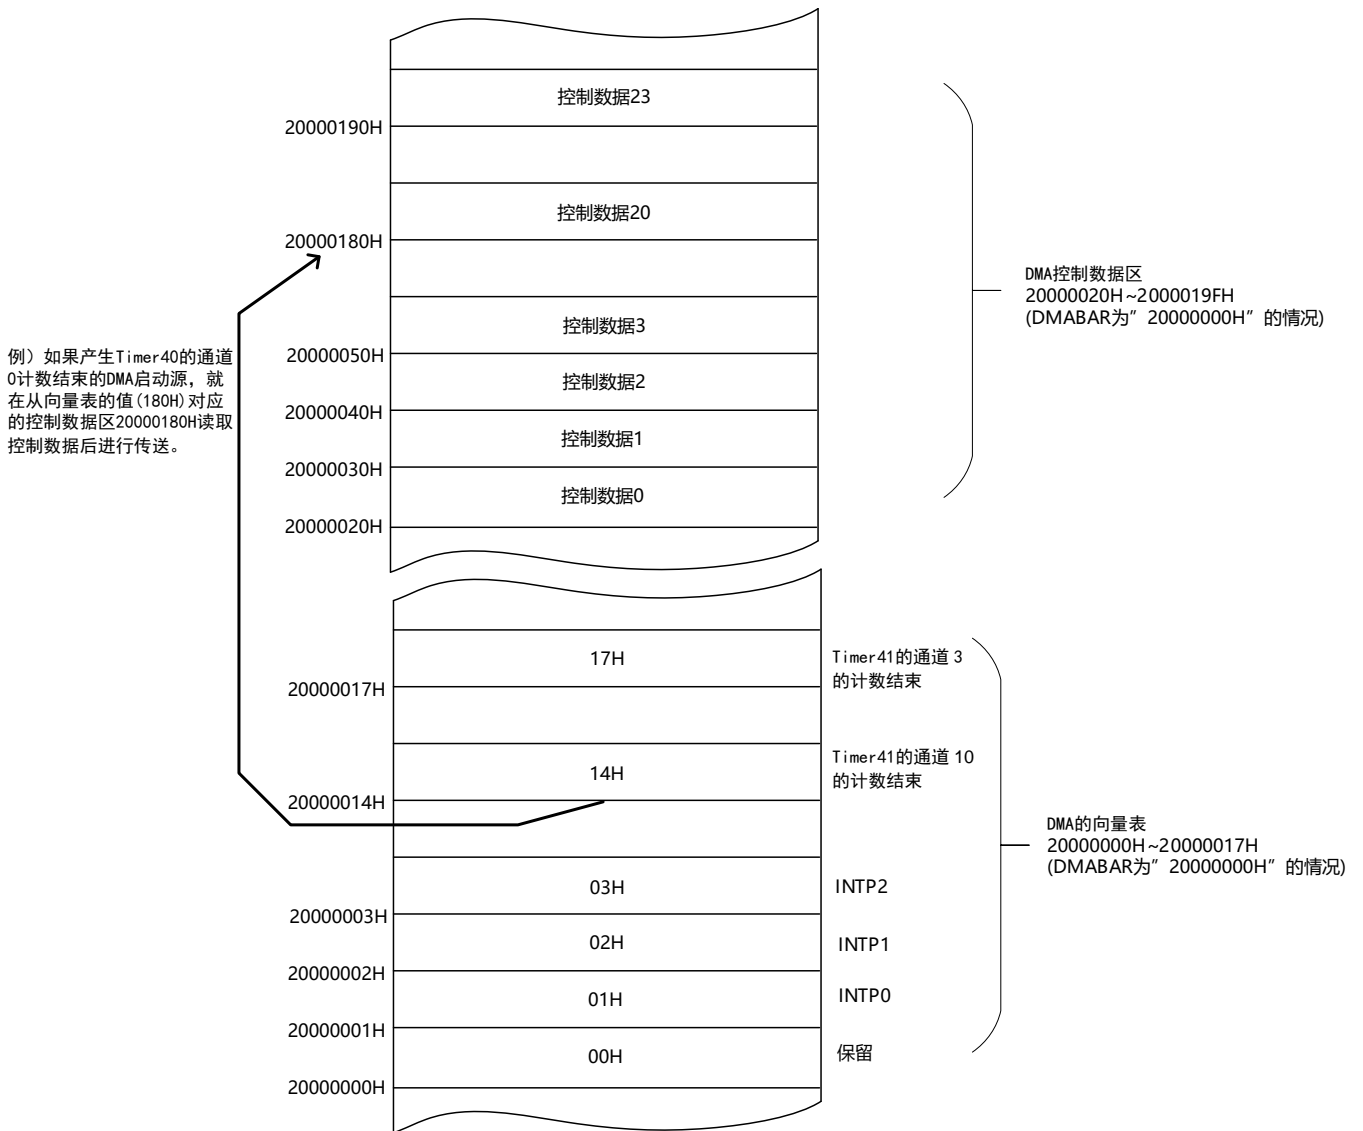 控制数据23
20000190H
控制数据20
20000180H
DMA控制数据区
20000020H~2000019FH
(DMABAR为”20000000H”的情况)
控制数据3
例）如果产生Timer40的通道
0计数结束的DMA启动源，就
在从向量表的值(180H)对应
的控制数据区20000180H读取
控制数据后进行传送。
20000050H
控制数据2
20000040H
控制数据1
20000030H
控制数据0
20000020H
17H
Timer41的通道 3
的计数结束
20000017H
14H
Timer41的通道 10
的计数结束
20000014H
DMA的向量表
20000000H~20000017H
(DMABAR为”20000000H”的情况)
03H
INTP2
20000003H
02H
INTP1
20000002H
01H
INTP0
20000001H
00H
保留
20000000H